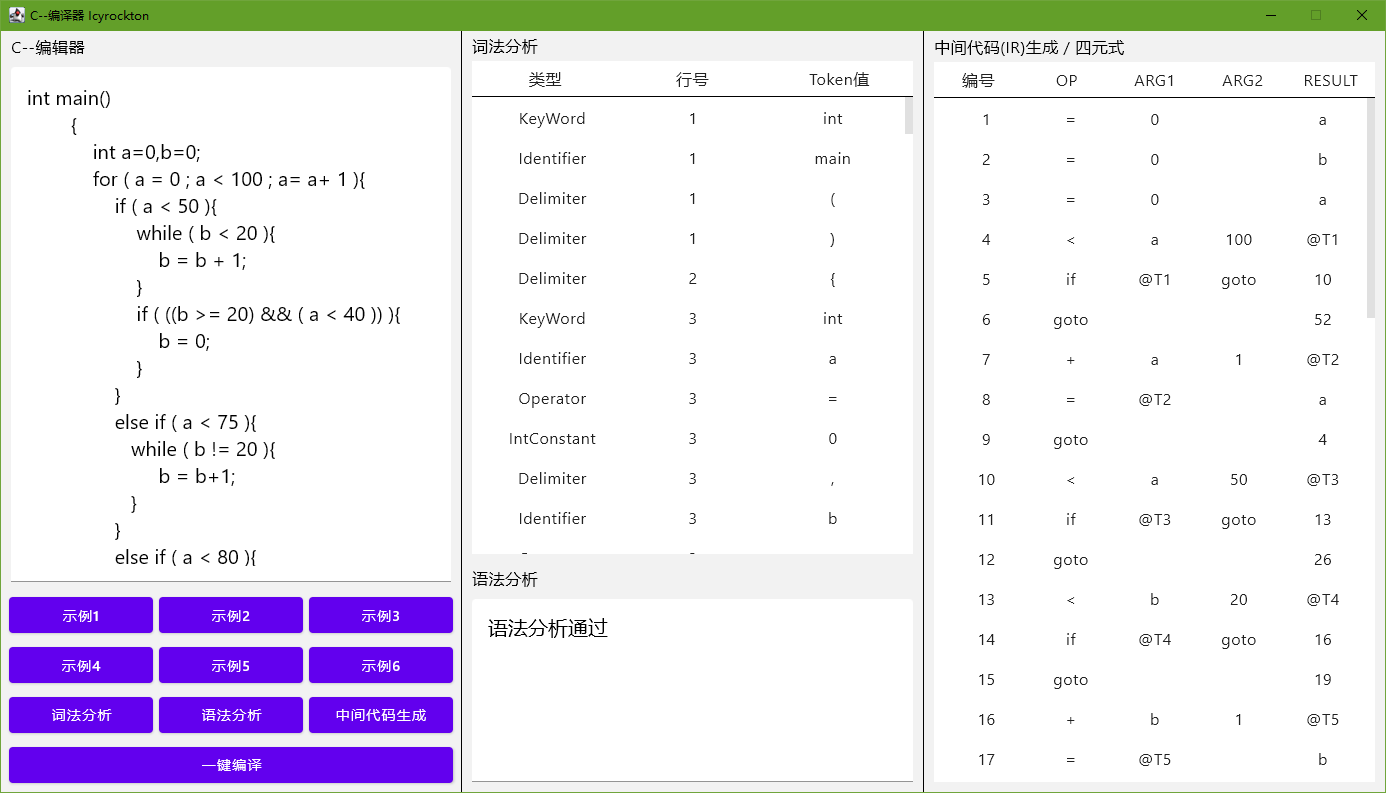 C--编译器 Icyrockton
C--编辑器
int main()
{
int a=0,b=0;
for ( a = 0 ; a < 100 ; a= a+ 1 ){
if ( a < 50 ){
while ( b < 20 ){
b = b + 1;
}
if ( ((b >= 20) && ( a < 40 )) ){
b = 0;
}
}
else if ( a < 75 ){
while ( b != 20 ){
b = b+1;
}
}
else if ( a < 80 ){
示例1 示例2 示例3
示例4 示例5 示例6
词法分析 语法分析 中间代码生成
一键编译
词法分析
类型 行号 Token值
KeyWord 1 int
Identifier 1 main
Delimiter 1 (
Delimiter 1 )
Delimiter 2 {
KeyWord 3 int
Identifier 3 a
Operator 3 =
IntConstant 3 0
Delimiter 3 ,
Identifier 3 b
语法分析
语法分析通过
中间代码(IR)生成 / 四元式
编号 OP ARG1 ARG2 RESULT
1 = 0 a
2 = 0 b
3 = 0 a
4 < a 100 @T1
5 if @T1 goto 10
6 goto 52
7 + a 1 @T2
8 = @T2 a
9 goto 4
10 < a 50 @T3
11 if @T3 goto 13
12 goto 26
13 < b 20 @T4
14 if @T4 goto 16
15 goto 19
16 + b 1 @T5
17 = @T5 b